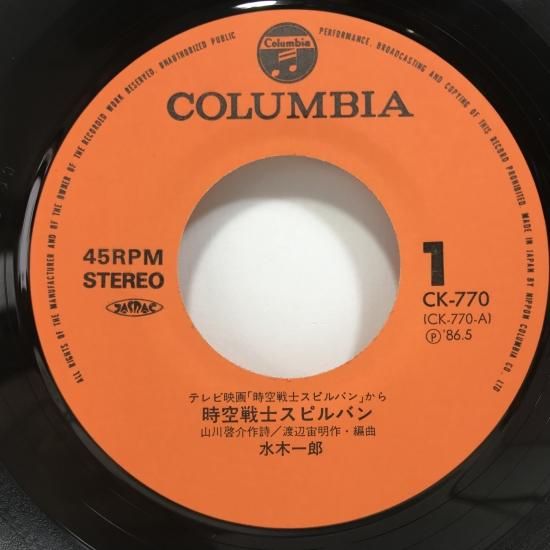 ALL RIGHTS OF THE MANUFACTURER AND OF THE OWNER OF THE RECORDED WORK RESERVED. UNAUTHORIZED PUBLIC PERFORMANCE, BROADCASTING AND COPYING OF THIS RECORD PROHIBITED. MADE IN JAPAN BY NIPPON COLUMBIA CO., LTD
Columbia
COLUMBIA
45RPM
STEREO
JASRAC
1
CK-770
(CK-770-A)
Ⓟ'86.5
テレビ映画「時空戦士スピルバン」から
時空戦士スピルバン
山川啓介作詩／渡辺宙明作・編曲
水木一郎